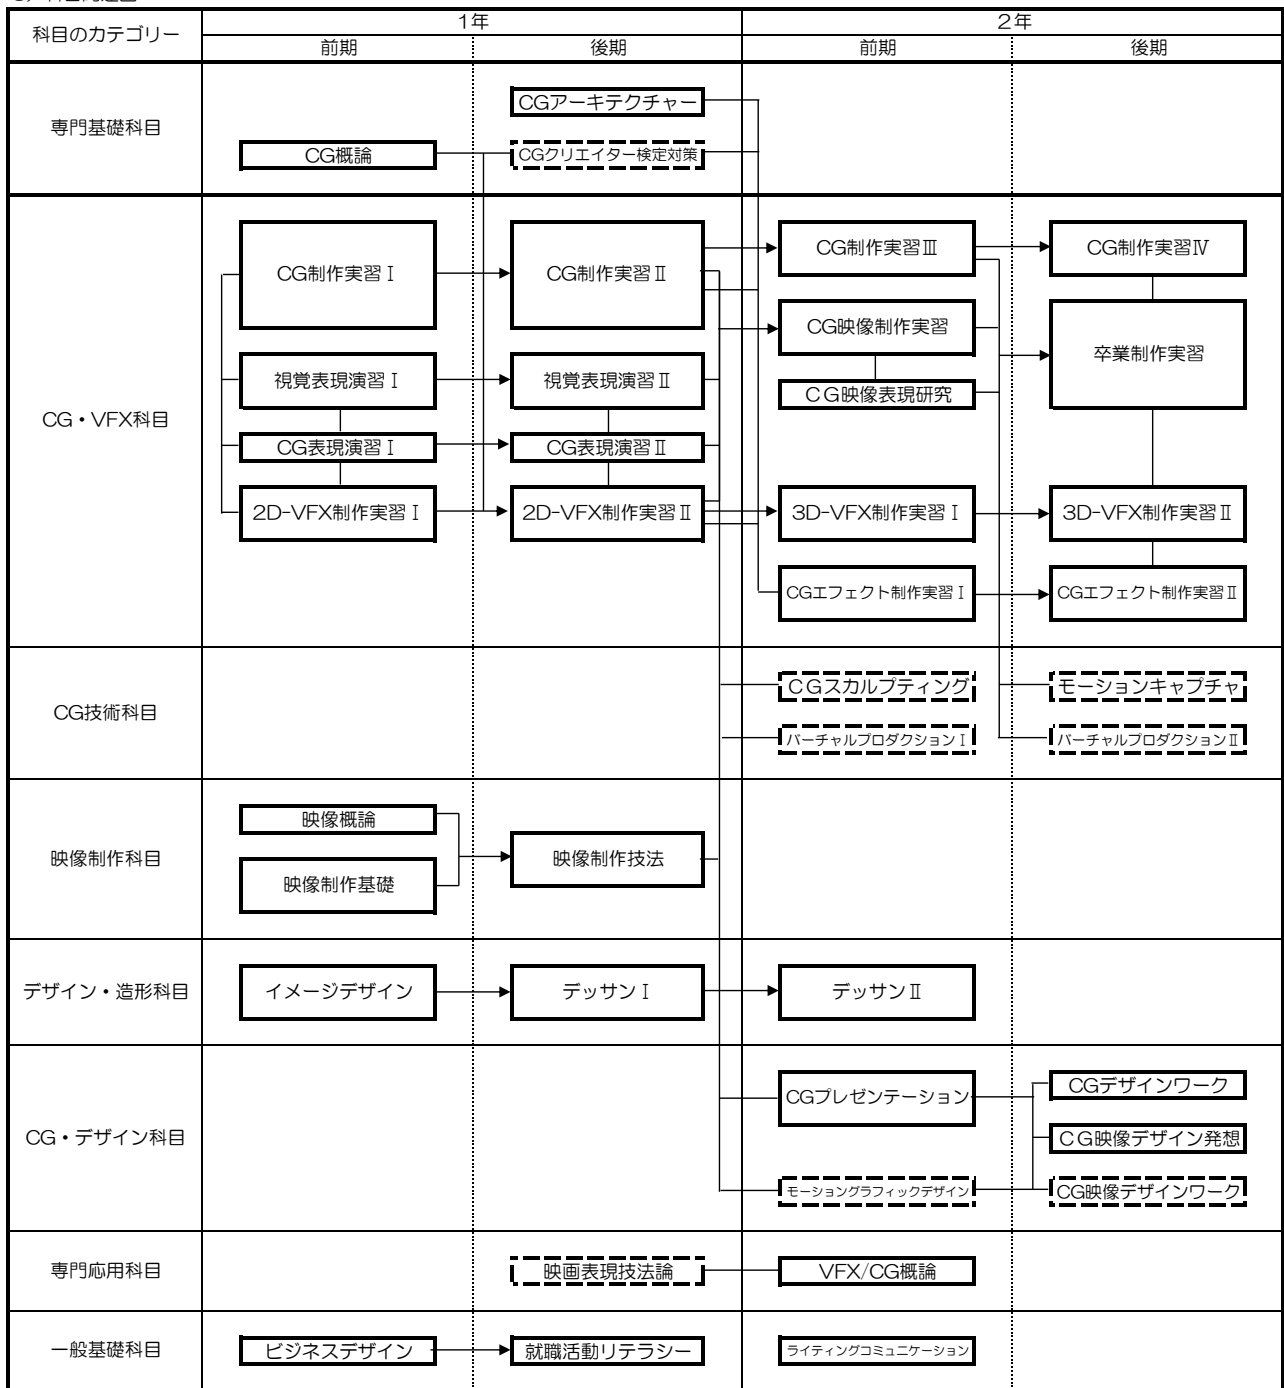 科目のカテゴリー
1年
2年
前期
後期
前期
後期
専門基礎科目
CGアーキテクチャー
CG概論
CGクリエイター検定対策
CG・VFX科目
CG制作実習Ⅰ
CG制作実習Ⅱ
CG制作実習Ⅲ
CG制作実習Ⅳ
CG映像制作実習
卒業制作実習
視覚表現演習Ⅰ
視覚表現演習Ⅱ
CG映像表現研究
CG表現演習Ⅰ
CG表現演習Ⅱ
2D-VFX制作実習Ⅰ
2D-VFX制作実習Ⅱ
3D-VFX制作実習Ⅰ
3D-VFX制作実習Ⅱ
CGエフェクト制作実習Ⅰ
CGエフェクト制作実習Ⅱ
CG技術科目
CGスカルプティング
モーションキャプチャ
バーチャルプロダクションⅠ
バーチャルプロダクションⅡ
映像制作科目
映像概論
映像制作基礎
映像制作技法
デザイン・造形科目
イメージデザイン
デッサンⅠ
デッサンⅡ
CG・デザイン科目
CGプレゼンテーション
CGデザインワーク
CG映像デザイン発想
モーショングラフィックデザイン
CG映像デザインワーク
専門応用科目
映画表現技法論
VFX/CG概論
一般基礎科目
ビジネスデザイン
就職活動リテラシー
ライティングコミュニケーション